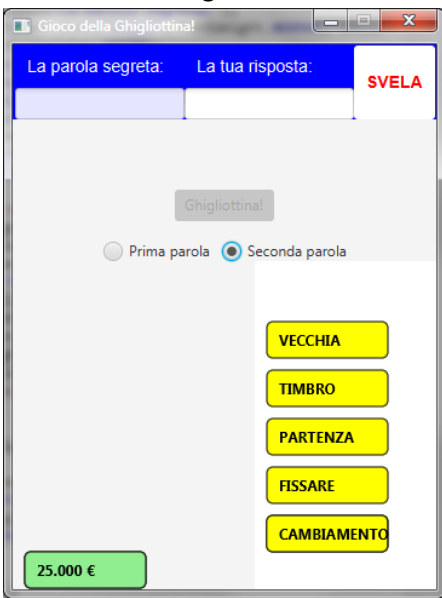 Gioco della Ghigliottina!
La parola segreta: La tua risposta:
SVELA
Ghigliottina!
Prima parola Seconda parola
VECCHIA
TIMBRO
PARTENZA
FISSARE
CAMBIAMENTO
25.000 €